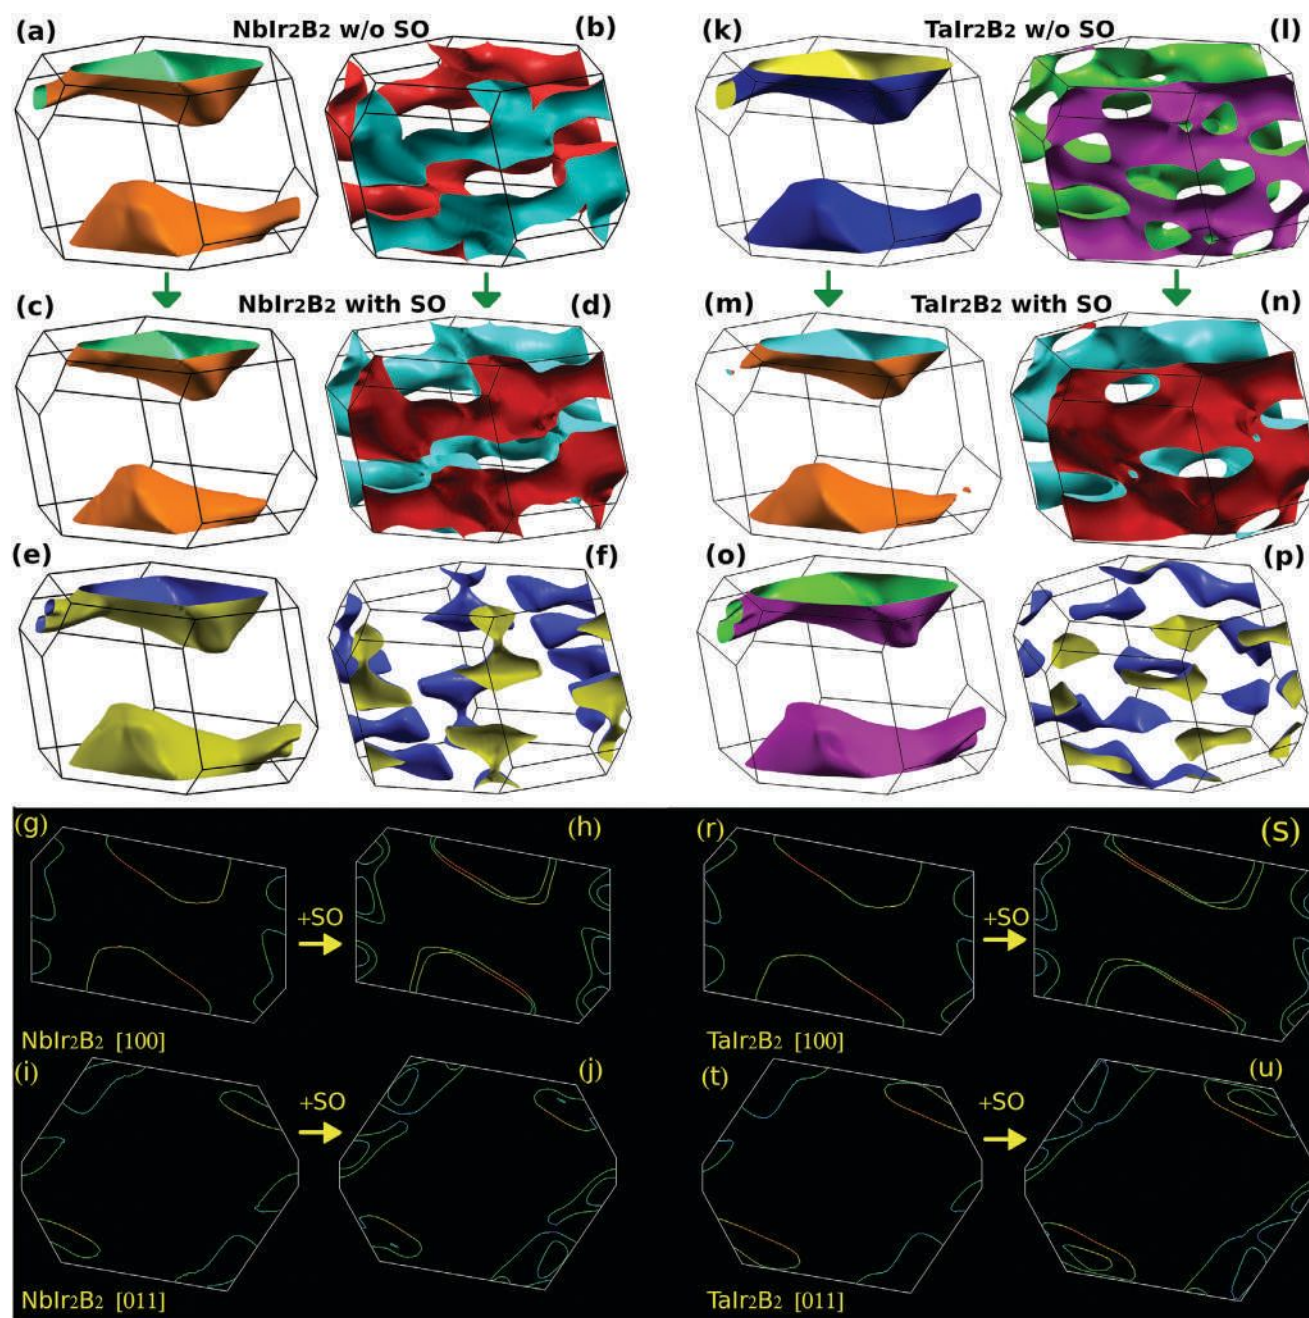 (a) NbIr₂B₂ w/o SO (b) (k) TaIr₂B₂ w/o SO (l)
(c) NbIr₂B₂ with SO (d) (m) TaIr₂B₂ with SO (n)
(e) (f) (o) (p)
(g) (h) (r) (S)
+SO +SO
NbIr₂B₂ [100] TaIr₂B₂ [100]
(i) (j) (t) (u)
+SO +SO
NbIr₂B₂ [011] TaIr₂B₂ [011]